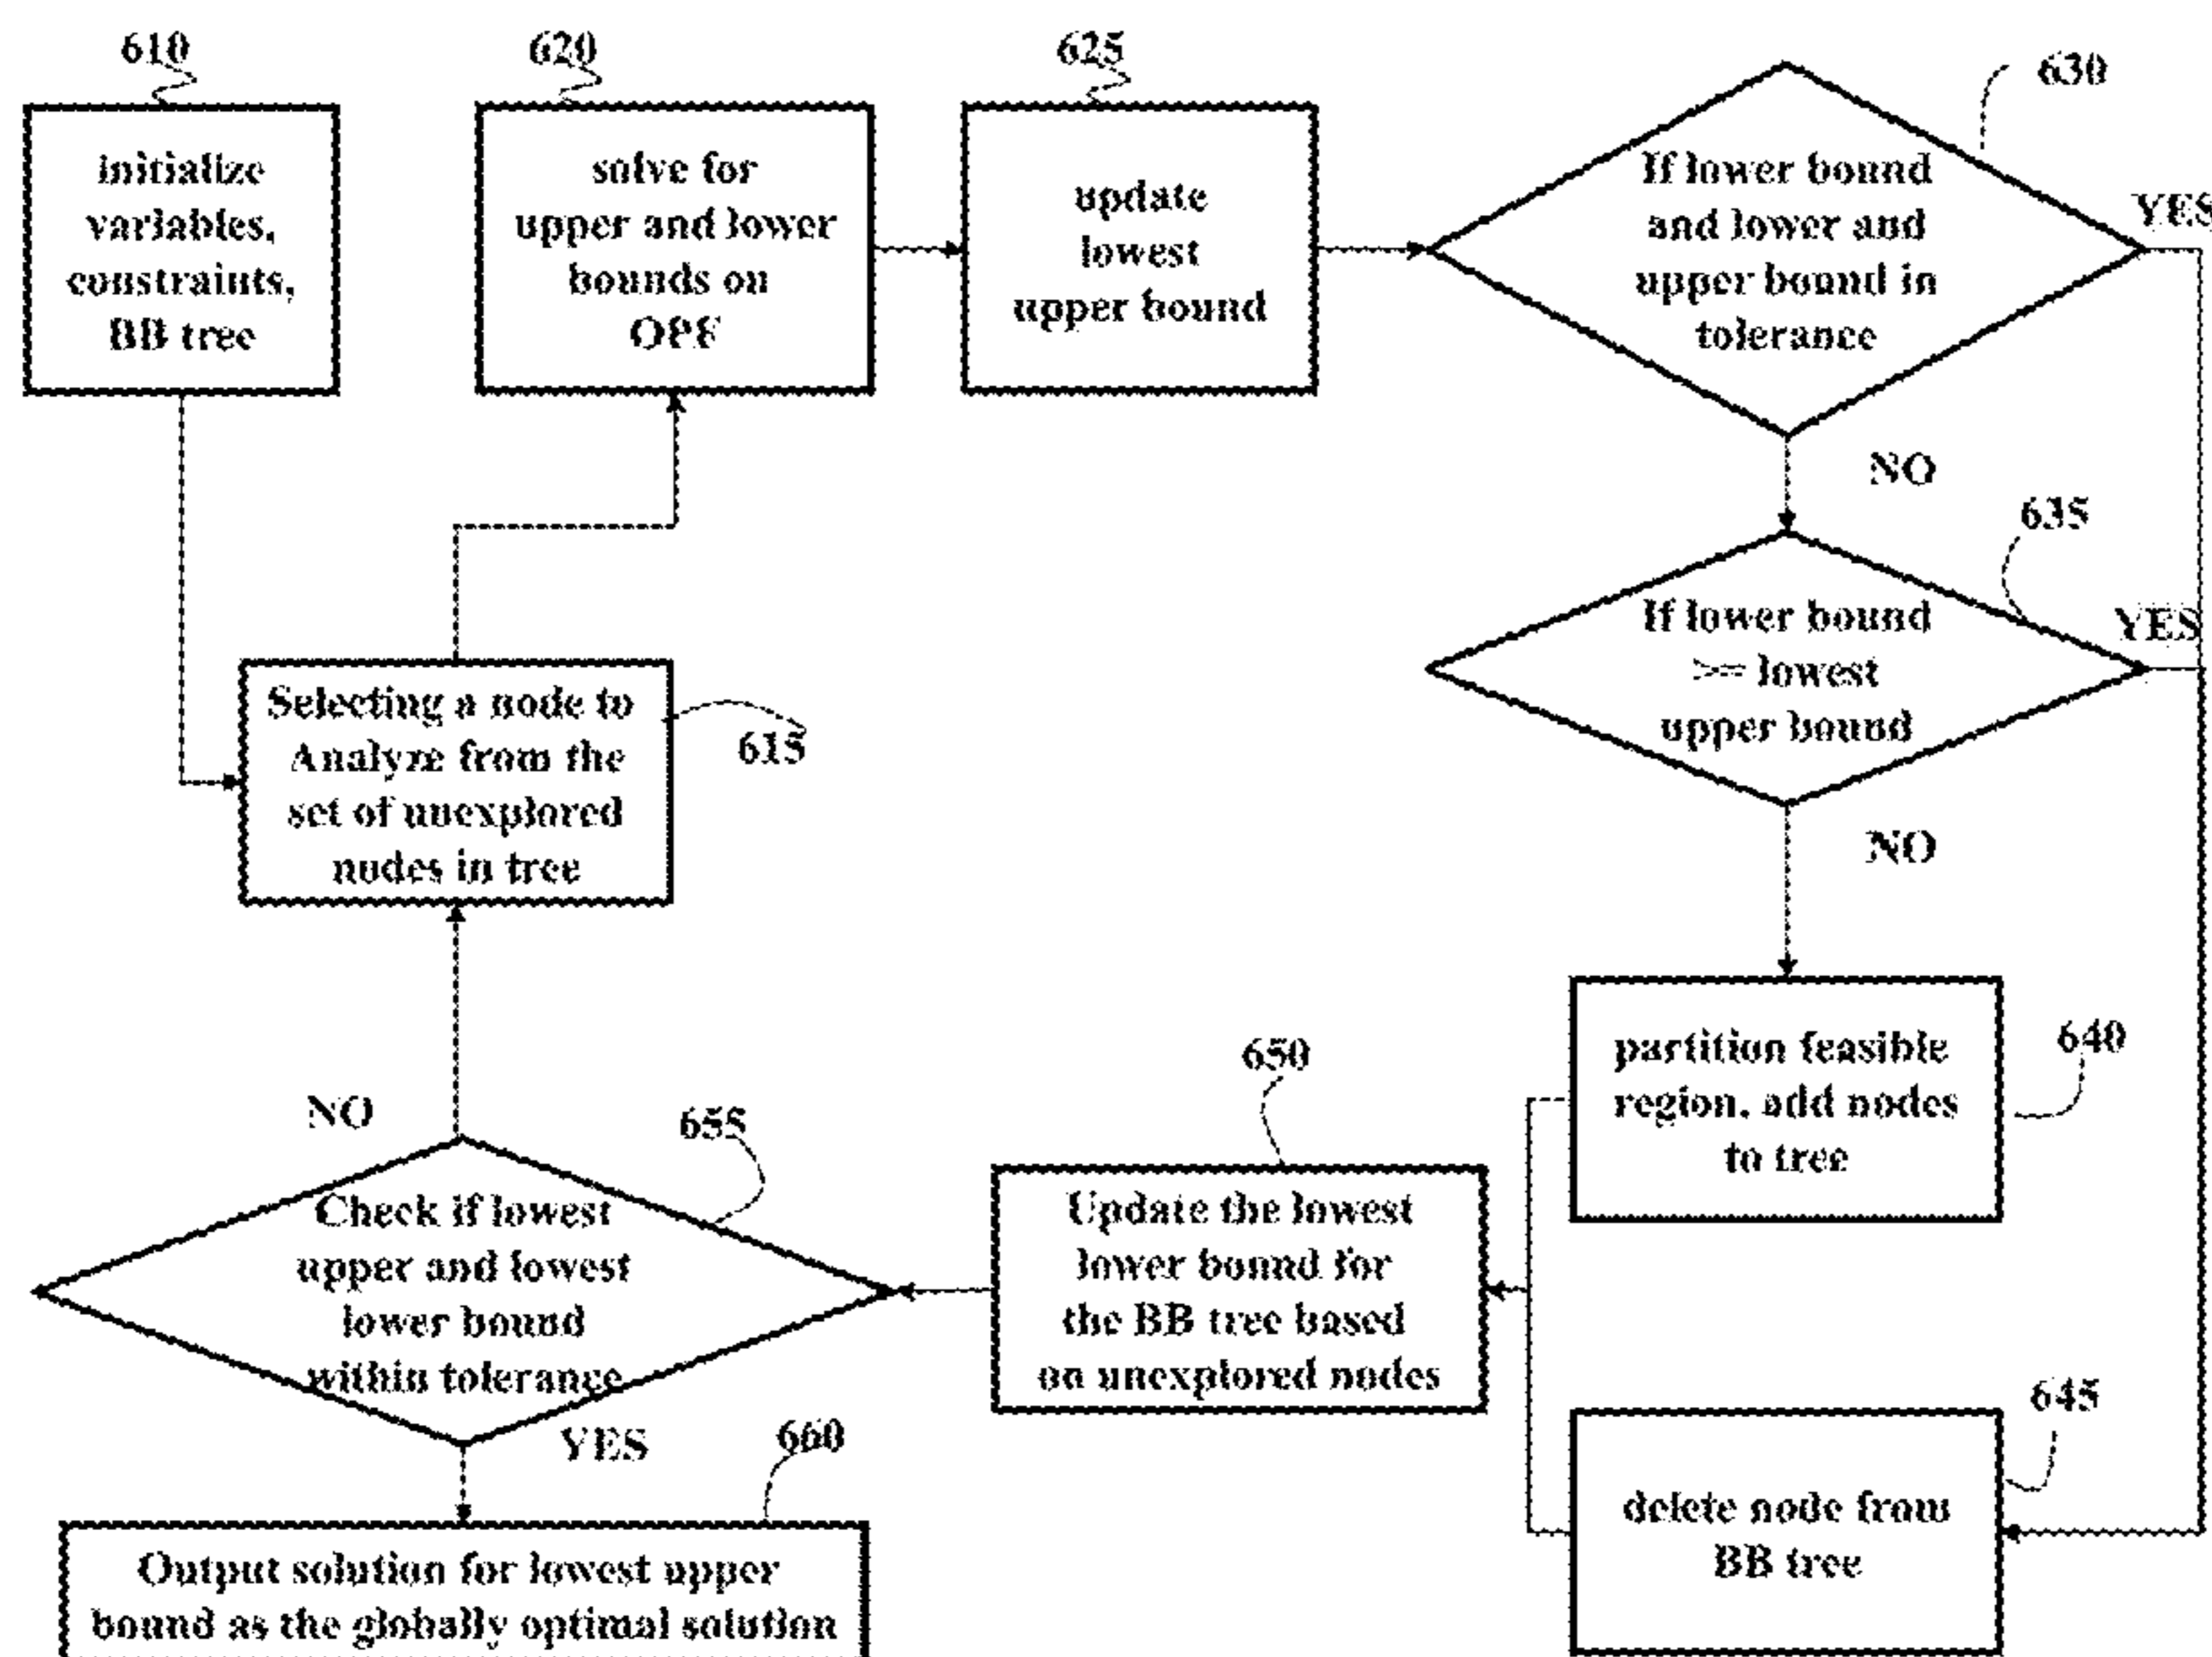 610
initialize
variables,
constraints,
BB tree
620
solve for
upper and lower
bounds on
OPF
625
update
lowest
upper bound
630
If lower bound
and lower and
upper bound in
tolerance
YES
NO
635
If lower bound
>= lowest
upper bound
YES
NO
Selecting a node to
Analyze from the
set of unexplored
nodes in tree
615
640
partition feasible
region, add nodes
to tree
645
delete node from
BB tree
650
Update the lowest
lower bound for
the BB tree based
on unexplored nodes
655
NO
Check if lowest
upper and lowest
lower bound
within tolerance
YES
660
Output solution for lowest upper
bound as the globally optimal solution